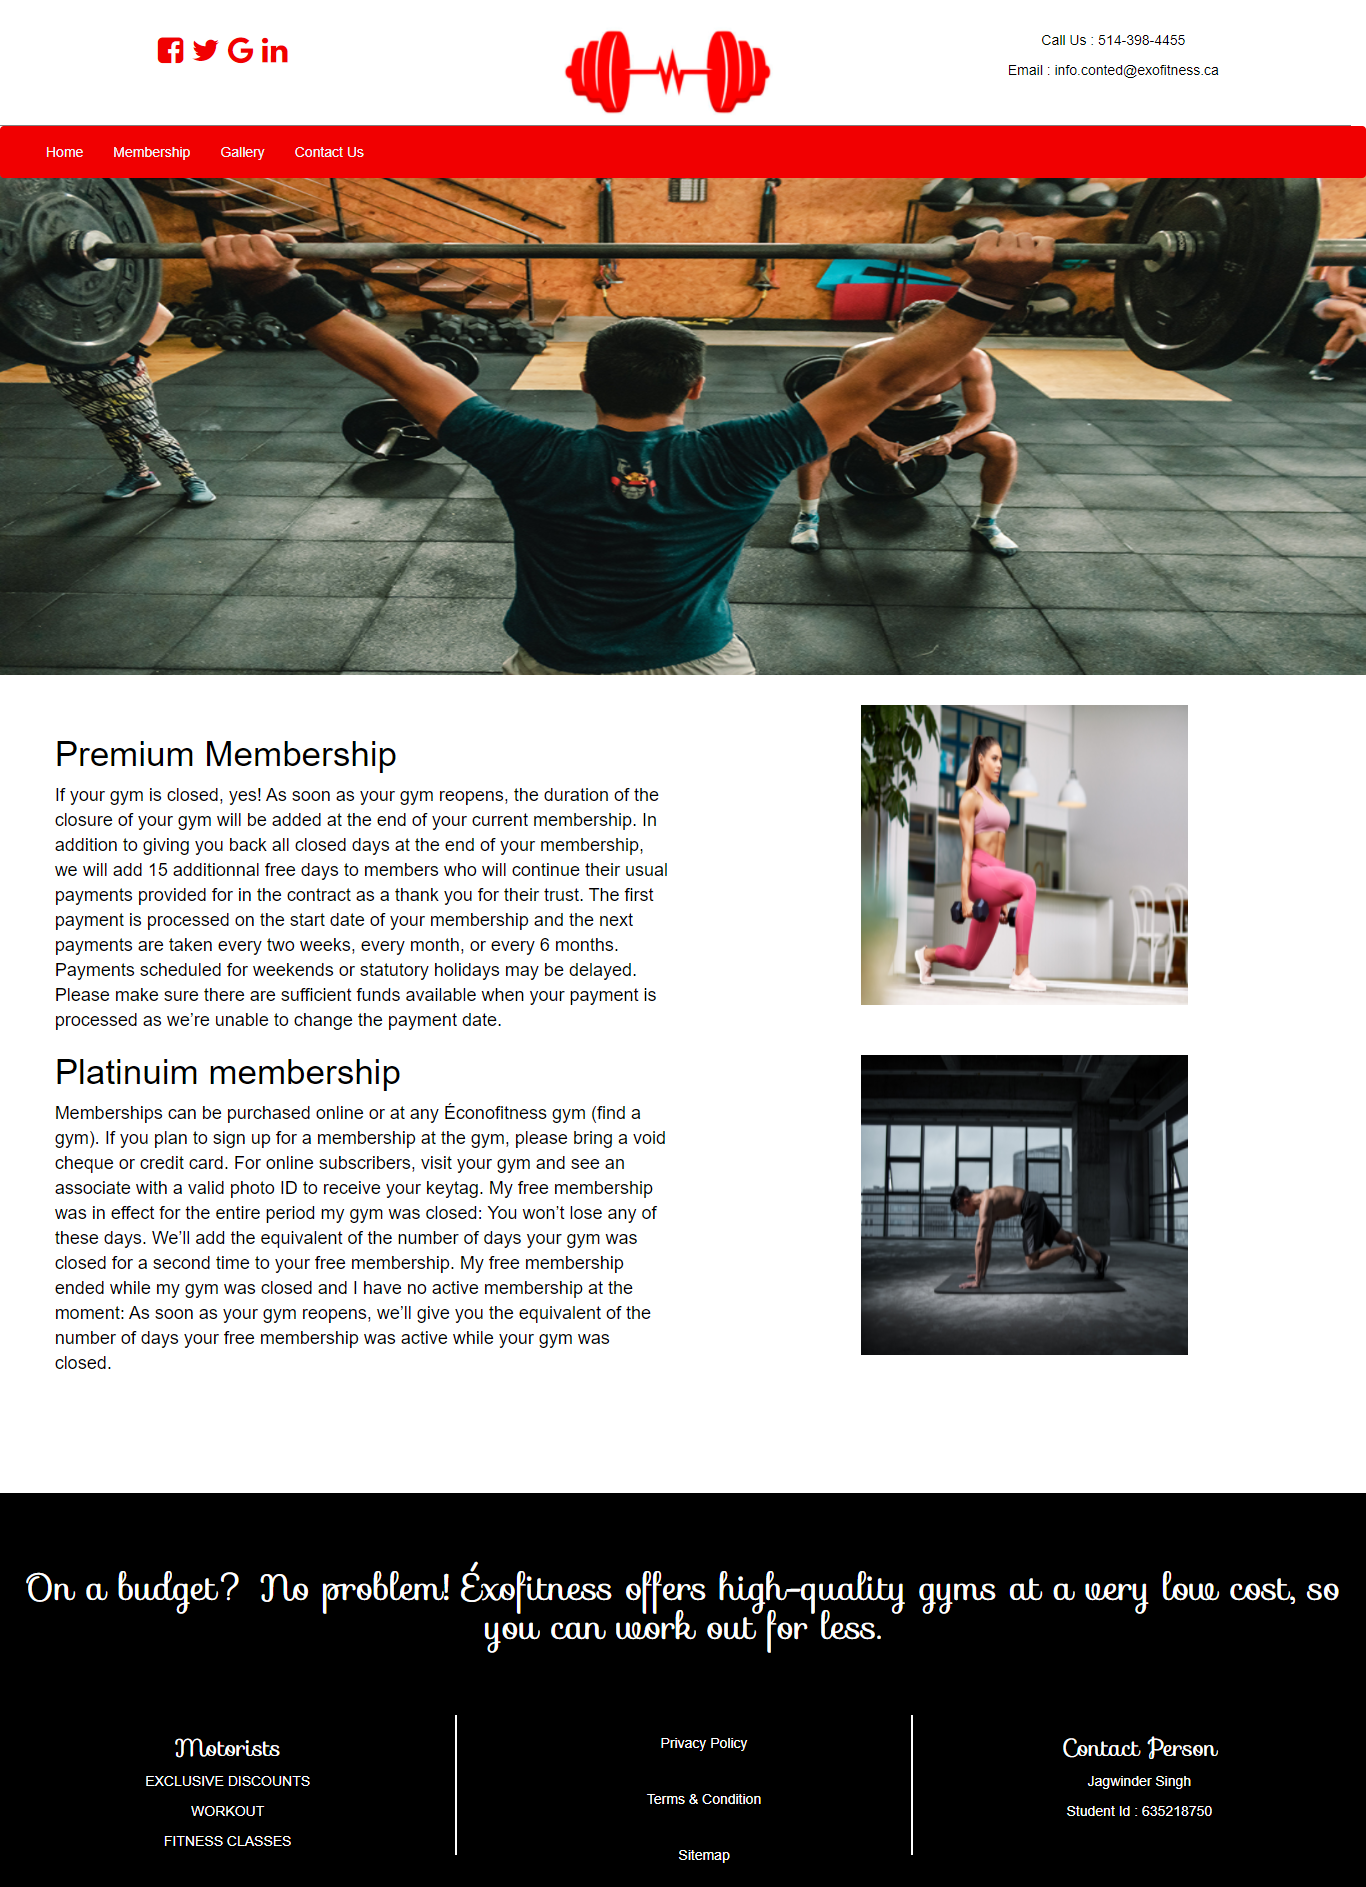 Call Us : 514-398-4455
Email : info.conted@exofitness.ca
Home Membership Gallery Contact Us
Premium Membership
If your gym is closed, yes! As soon as your gym reopens, the duration of the
closure of your gym will be added at the end of your current membership. In
addition to giving you back all closed days at the end of your membership,
we will add 15 additionnal free days to members who will continue their usual
payments provided for in the contract as a thank you for their trust. The first
payment is processed on the start date of your membership and the next
payments are taken every two weeks, every month, or every 6 months.
Payments scheduled for weekends or statutory holidays may be delayed.
Please make sure there are sufficient funds available when your payment is
processed as we’re unable to change the payment date.
Platinuim membership
Memberships can be purchased online or at any Éconofitness gym (find a
gym). If you plan to sign up for a membership at the gym, please bring a void
cheque or credit card. For online subscribers, visit your gym and see an
associate with a valid photo ID to receive your keytag. My free membership
was in effect for the entire period my gym was closed: You won’t lose any of
these days. We’ll add the equivalent of the number of days your gym was
closed for a second time to your free membership. My free membership
ended while my gym was closed and I have no active membership at the
moment: As soon as your gym reopens, we’ll give you the equivalent of the
number of days your free membership was active while your gym was
closed.
On a budget? No problem! Éxofitness offers high-quality gyms at a very low cost, so
you can work out for less.
Motorists
EXCLUSIVE DISCOUNTS
WORKOUT
FITNESS CLASSES
Privacy Policy
Terms & Condition
Sitemap
Contact Person
Jagwinder Singh
Student Id : 635218750